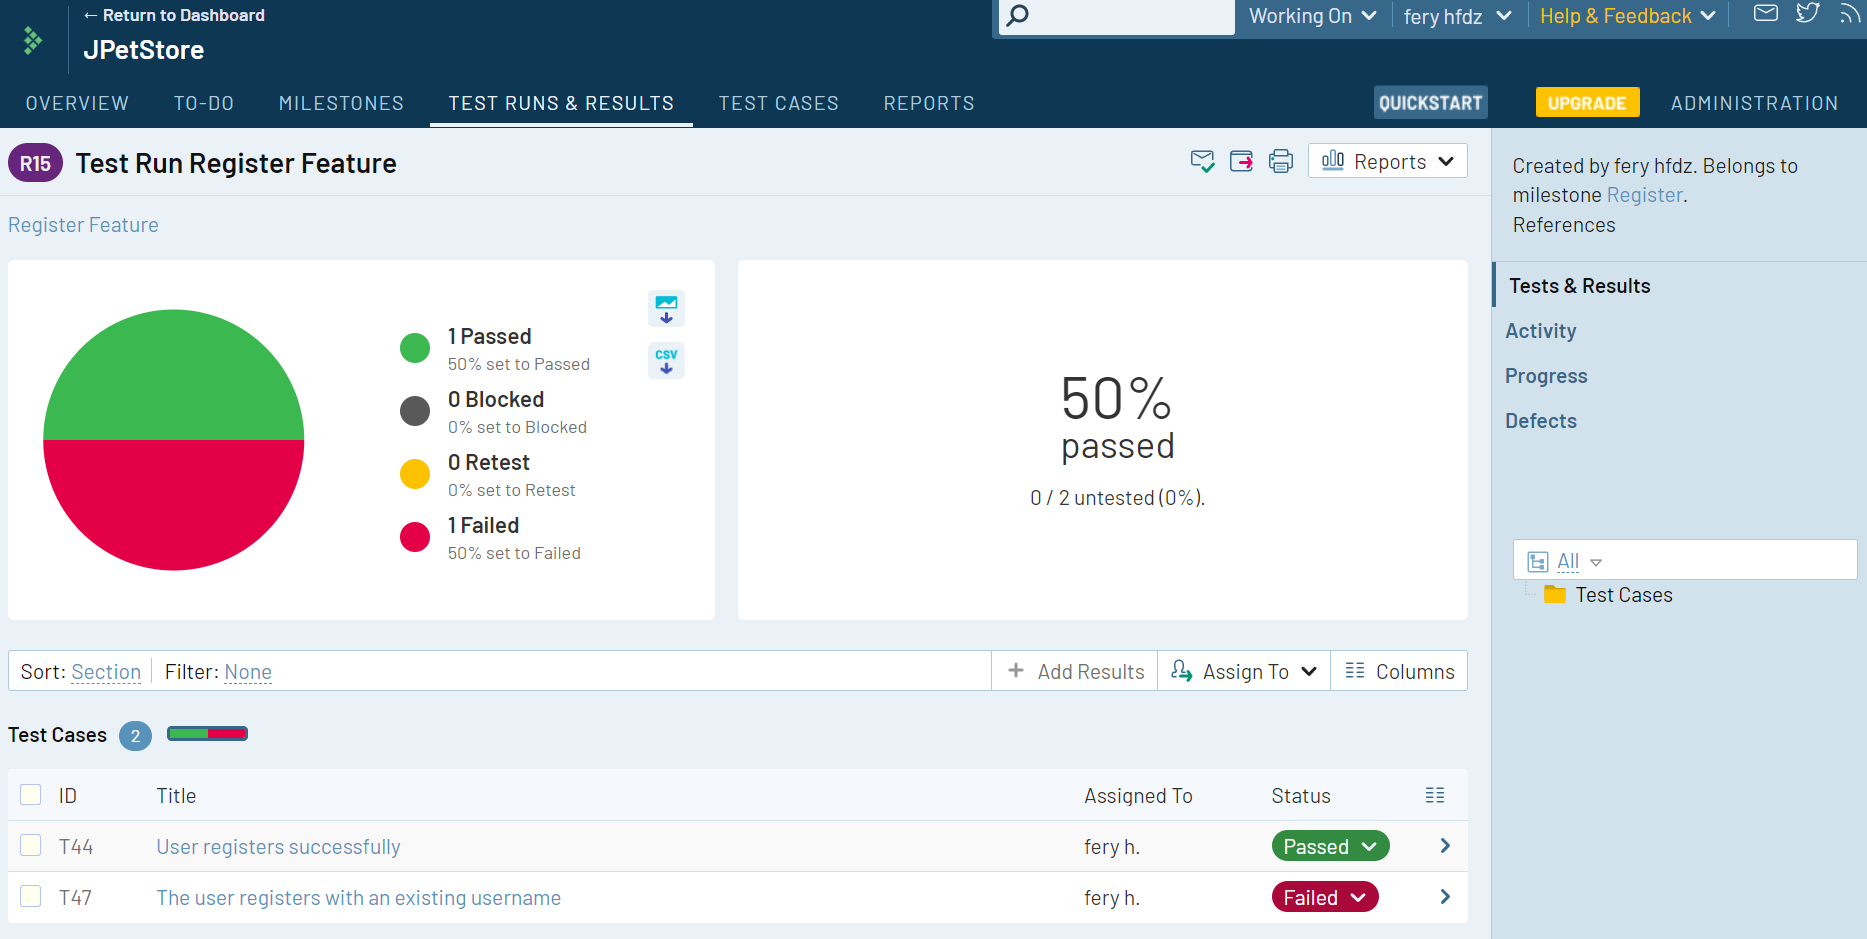 ← Return to Dashboard
JPetStore
Working On
fery hfdz
Help & Feedback
OVERVIEW TO-DO MILESTONES TEST RUNS & RESULTS TEST CASES REPORTS
QUICKSTART
UPGRADE
ADMINISTRATION
R15 Test Run Register Feature
Reports
Register Feature
1 Passed
50% set to Passed
0 Blocked
0% set to Blocked
0 Retest
0% set to Retest
1 Failed
50% set to Failed
CSV
50%
passed
0 / 2 untested (0%).
Sort: Section Filter: None
+ Add Results Assign To Columns
Test Cases 2
ID Title Assigned To Status
T44 User registers successfully fery h. Passed
T47 The user registers with an existing username fery h. Failed
Created by fery hfdz. Belongs to
milestone Register.
References
Tests & Results
Activity
Progress
Defects
All
Test Cases